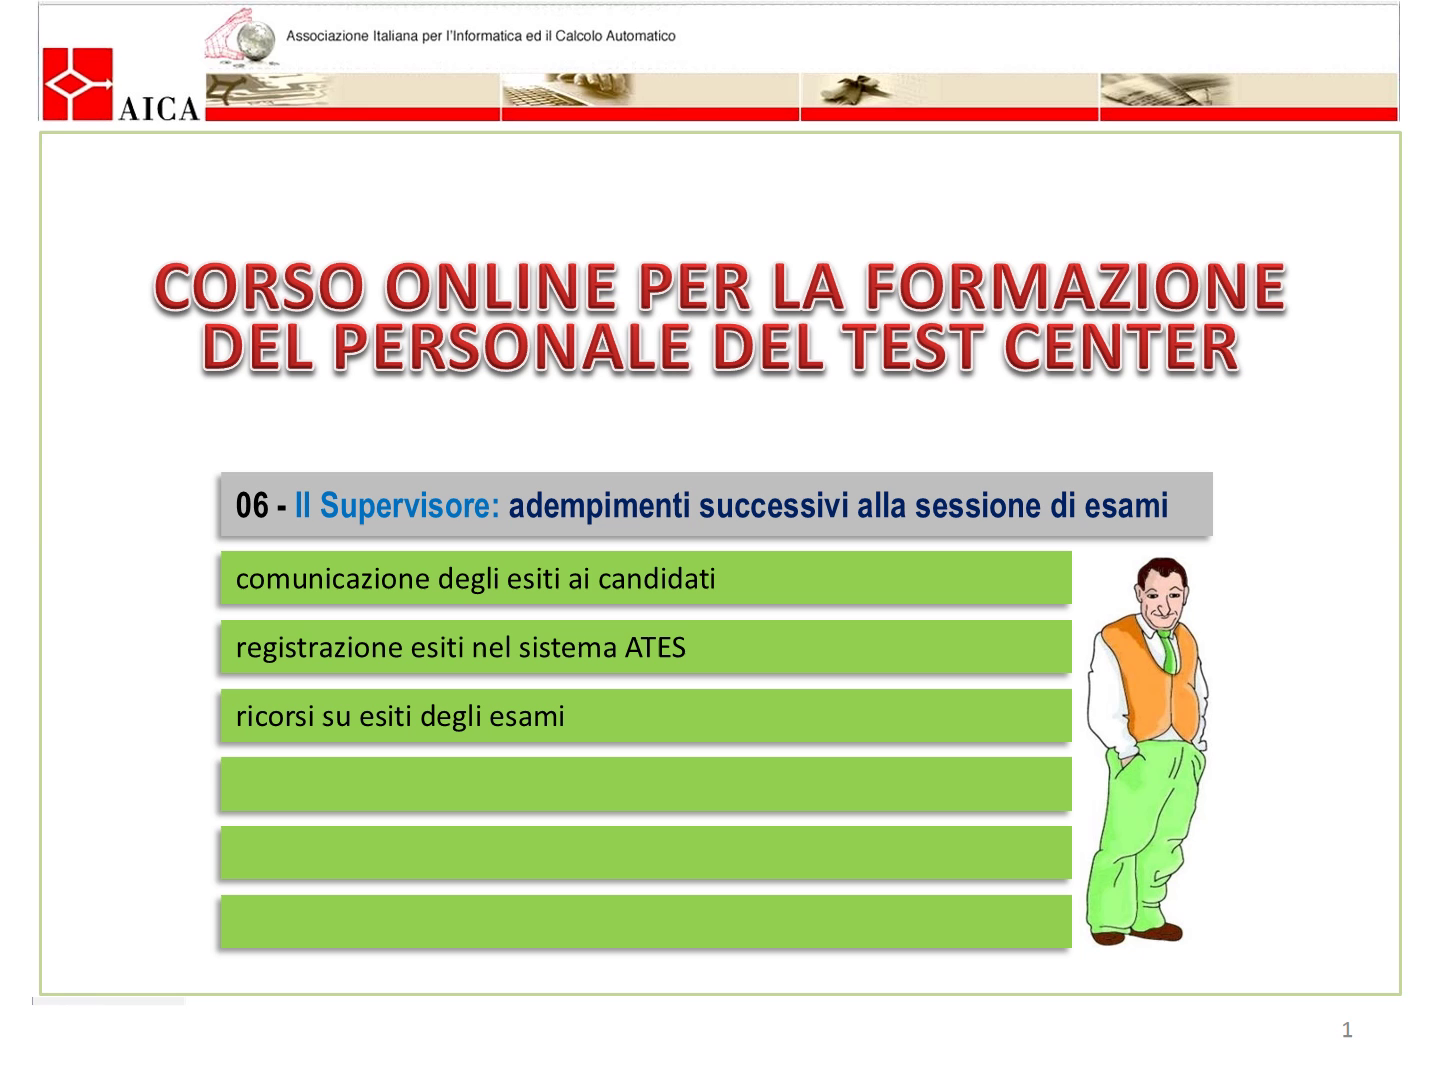 Associazione Italiana per l'Informatica ed il Calcolo Automatico
AICA
CORSO ONLINE PER LA FORMAZIONE
DEL PERSONALE DEL TEST CENTER
06 - Il Supervisore: adempimenti successivi alla sessione di esami
comunicazione degli esiti ai candidati
registrazione esiti nel sistema ATES
ricorsi su esiti degli esami
1